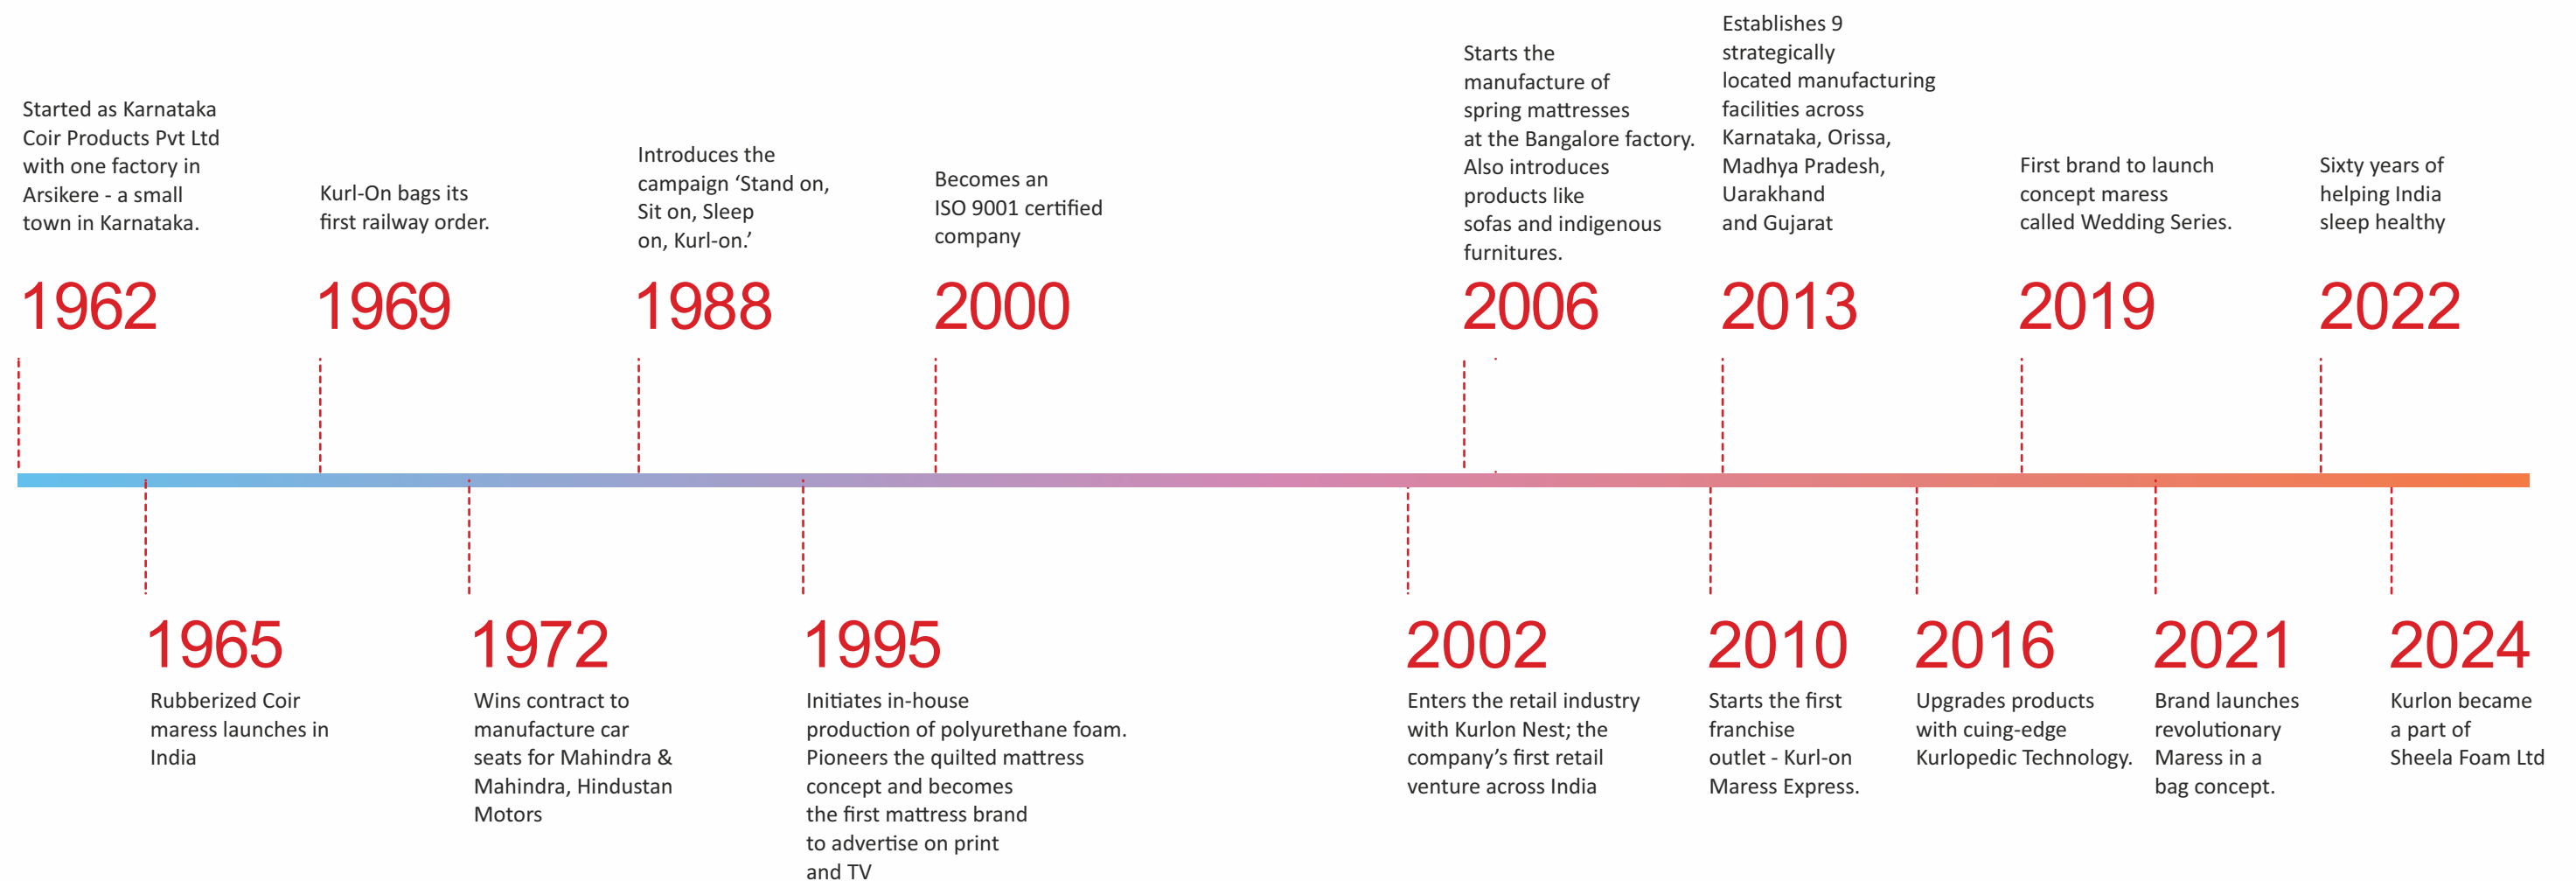 Started as Karnataka
Coir Products Pvt Ltd
with one factory in
Arsikere - a small
town in Karnataka.
1962
Kurl-On bags its
first railway order.
1969
Introduces the
campaign ‘Stand on,
Sit on, Sleep
on, Kurl-on.’
1988
Becomes an
ISO 9001 certified
company
2000
Starts the
manufacture of
spring mattresses
at the Bangalore factory.
Also introduces
products like
sofas and indigenous
furnitures.
2006
Establishes 9
strategically
located manufacturing
facilities across
Karnataka, Orissa,
Madhya Pradesh,
Uarakhand
and Gujarat
2013
First brand to launch
concept maress
called Wedding Series.
2019
Sixty years of
helping India
sleep healthy
2022
1965
Rubberized Coir
maress launches in
India
1972
Wins contract to
manufacture car
seats for Mahindra &
Mahindra, Hindustan
Motors
1995
Initiates in-house
production of polyurethane foam.
Pioneers the quilted mattress
concept and becomes
the first mattress brand
to advertise on print
and TV
2002
Enters the retail industry
with Kurlon Nest; the
company’s first retail
venture across India
2010
Starts the first
franchise
outlet - Kurl-on
Maress Express.
2016
Upgrades products
with cuing-edge
Kurlopedic Technology.
2021
Brand launches
revolutionary
Maress in a
bag concept.
2024
Kurlon became
a part of
Sheela Foam Ltd